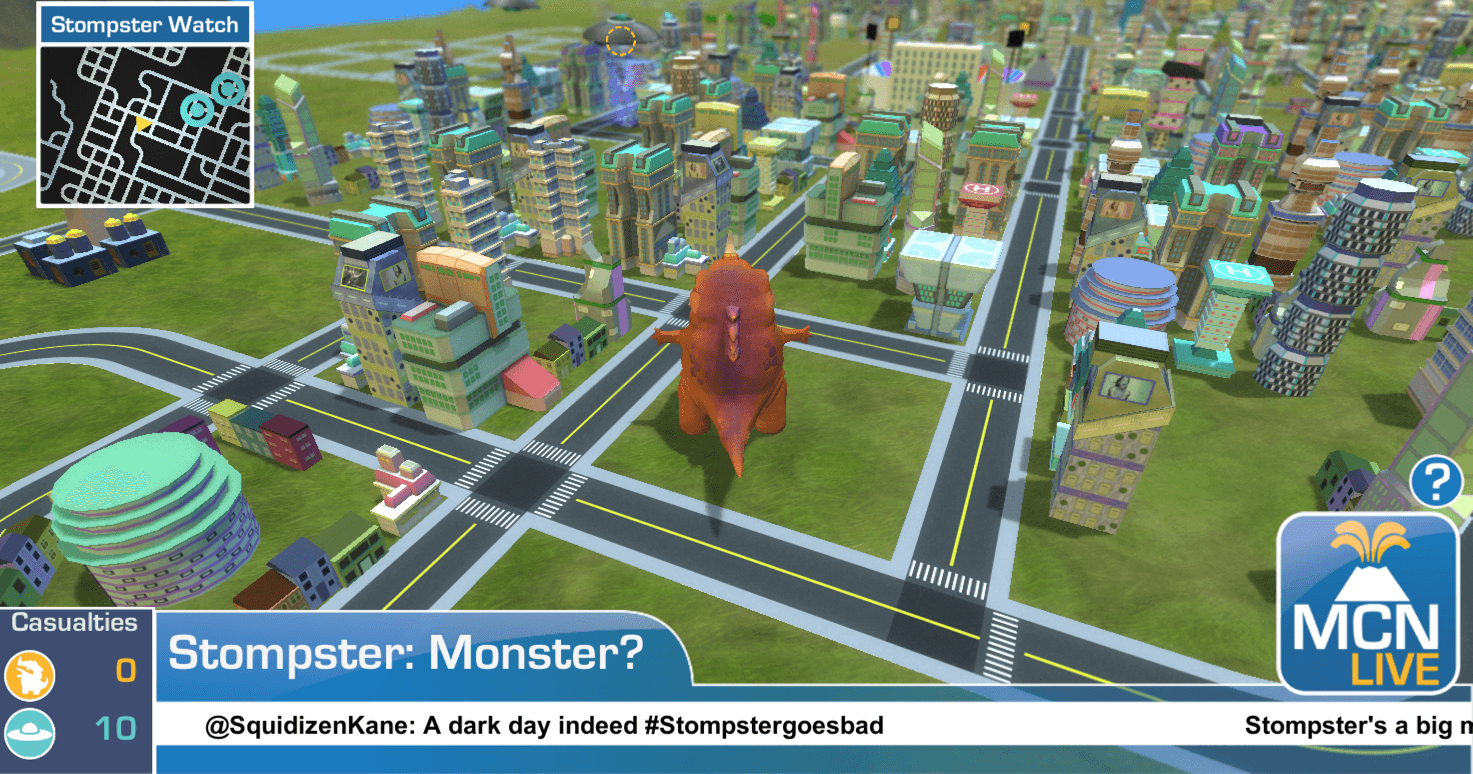 Stompster Watch
H
H
?
MCN
LIVE
Casualties
0
10
Stompster: Monster?
@SquidizenKane: A dark day indeed #Stompstergoesbad
Stompster's a big